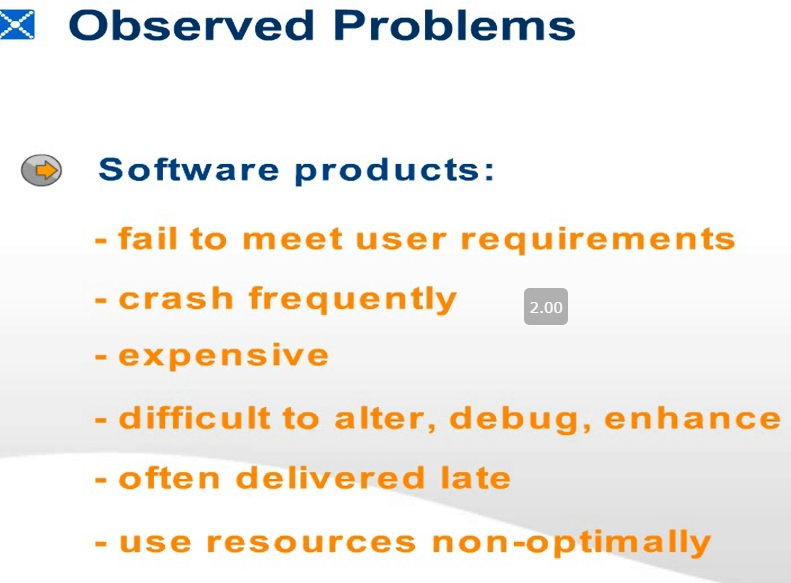 Observed Problems
Software products:
- fail to meet user requirements
- crash frequently
2.00
- expensive
- difficult to alter, debug, enhance
- often delivered late
- use resources non-optimally